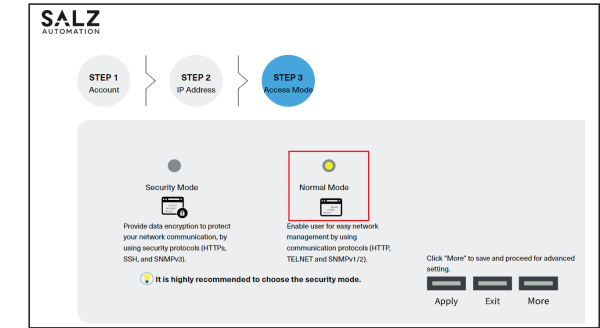 SALZ
AUTOMATION
STEP 1
Account
STEP 2
IP Address
STEP 3
Access Mode
Security Mode
Provide data encryption to protect
your network communication, by
using security protocols (HTTPs,
SSH, and SNMPv3).
Normal Mode
Enable user for easy network
management by using
communication protocols (HTTP,
TELNET and SNMPv1/2).
It is highly recommended to choose the security mode.
Click "More" to save and proceed for advanced
setting.
Apply
Exit
More